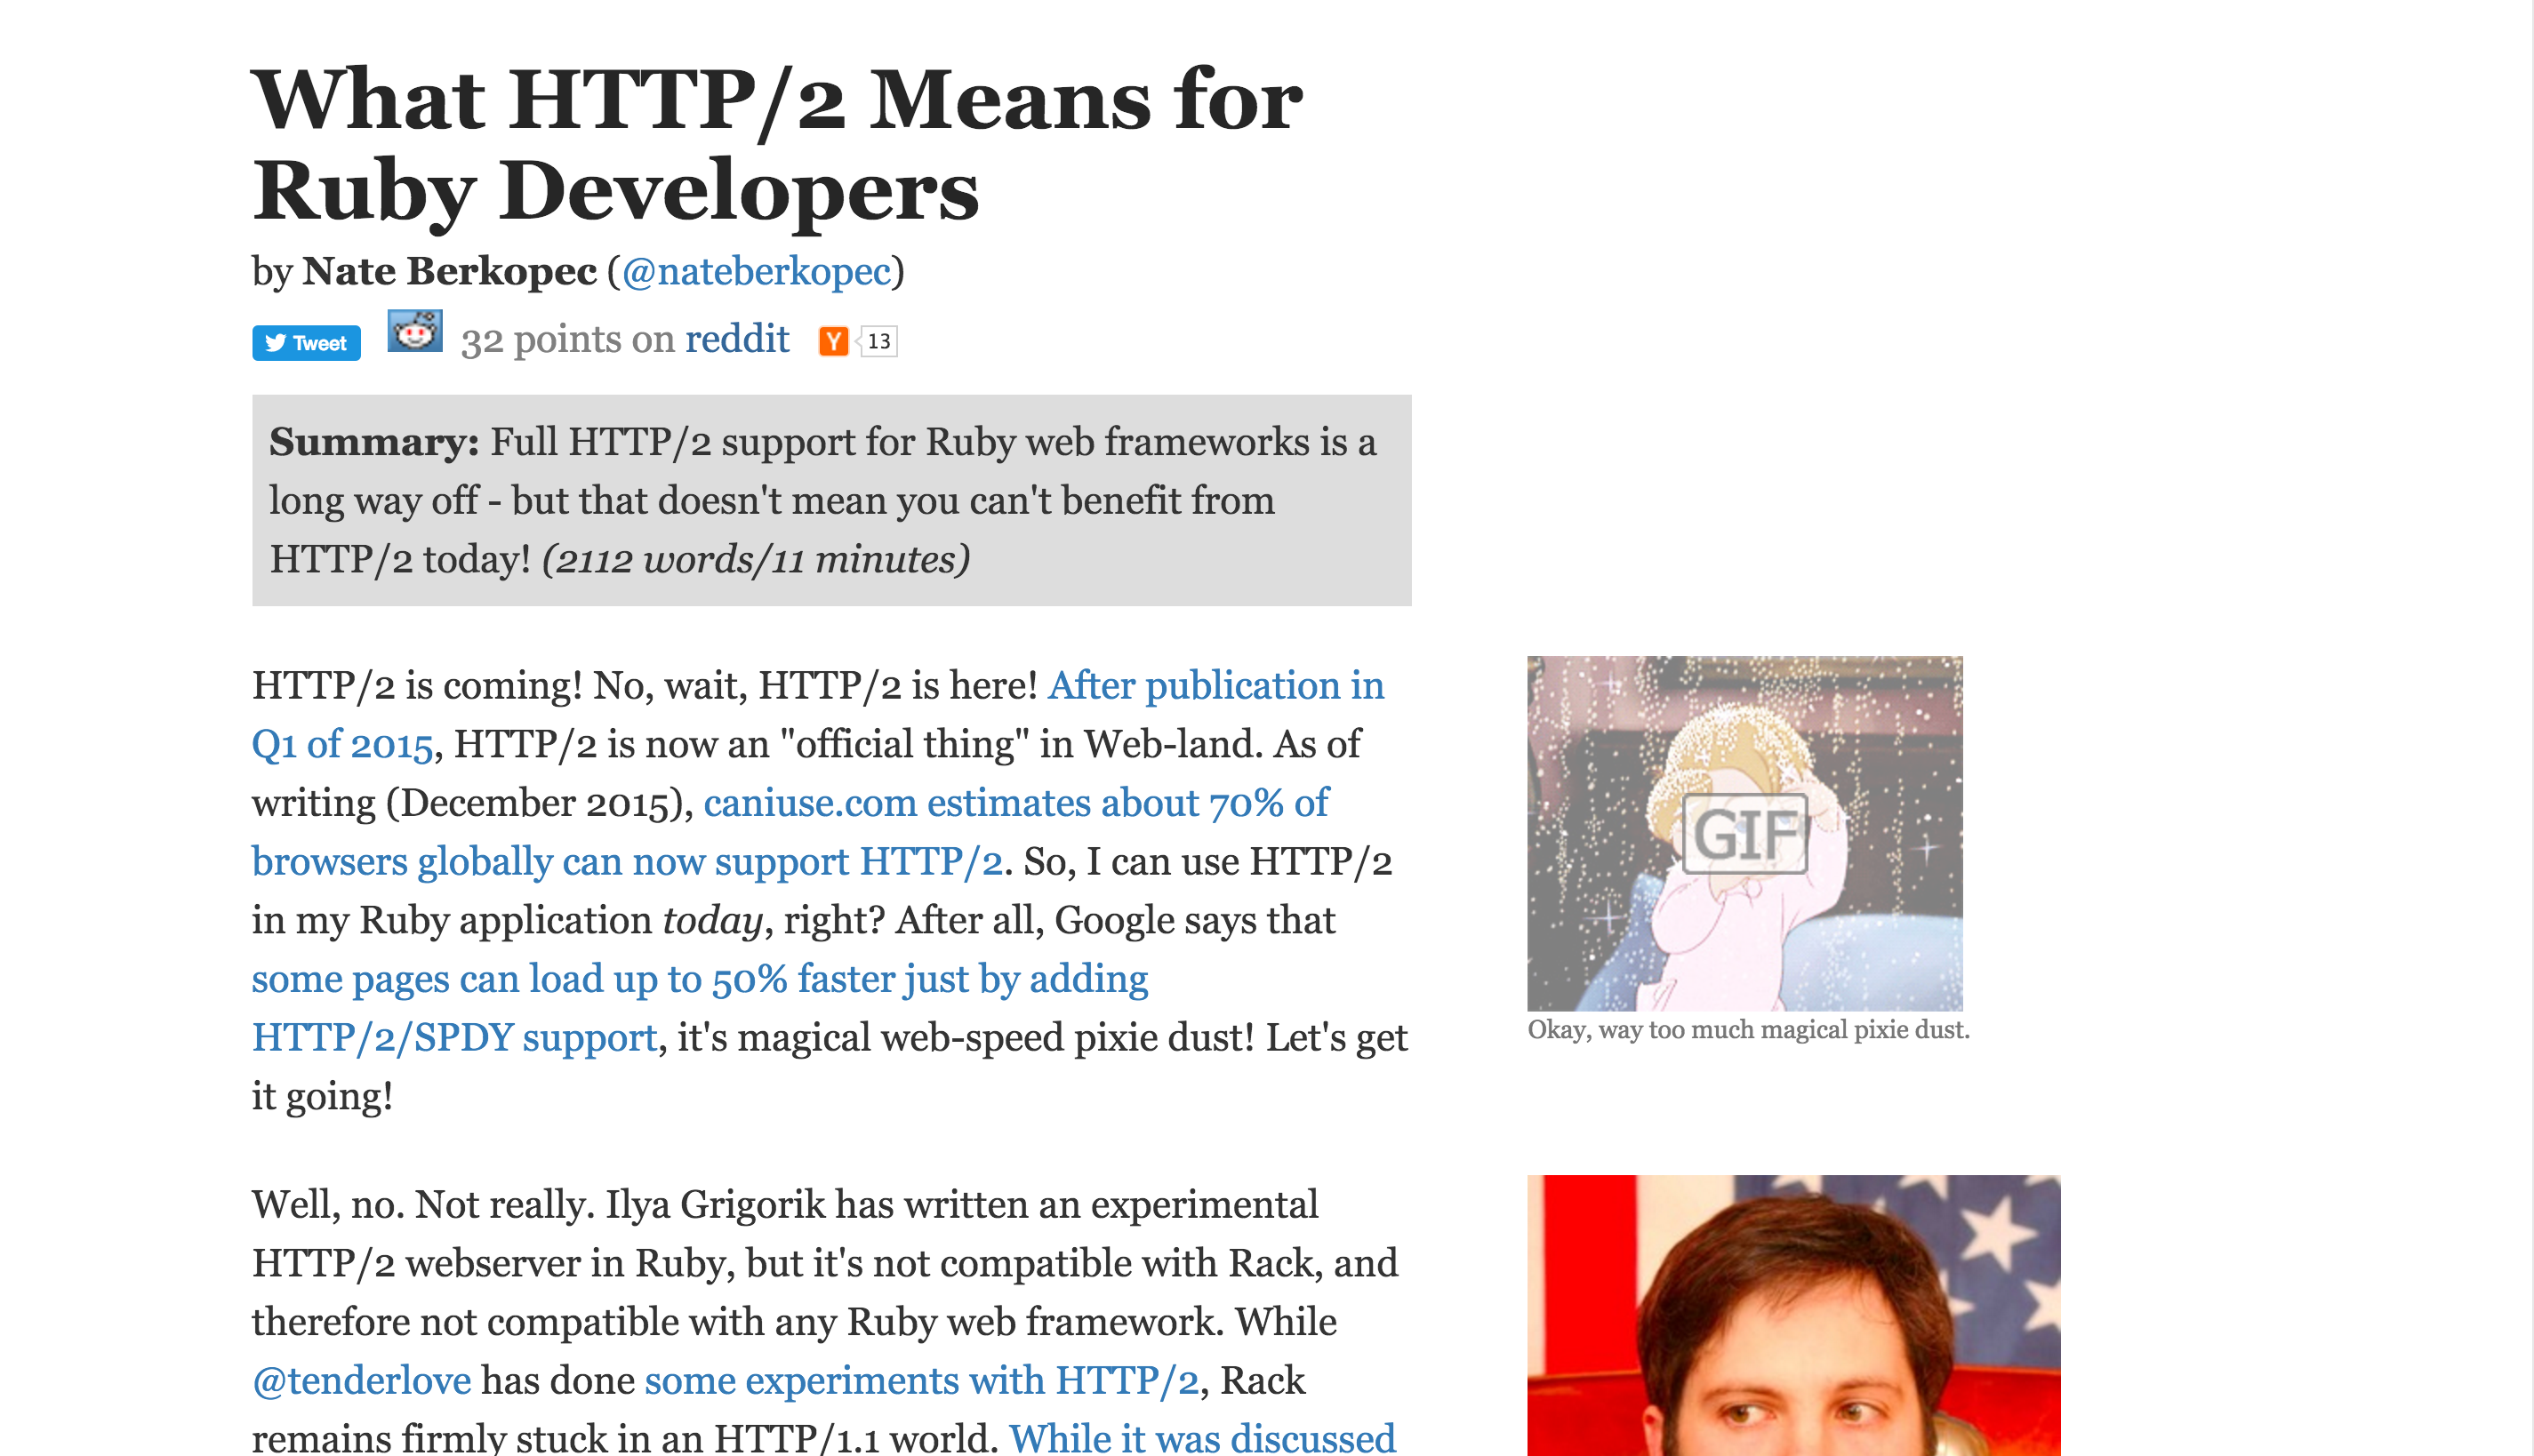 What HTTP/2 Means for
Ruby Developers
by Nate Berkopec (@nateberkopec)
Tweet 32 points on reddit Y 13
Summary: Full HTTP/2 support for Ruby web frameworks is a
long way off - but that doesn't mean you can't benefit from
HTTP/2 today! (2112 words/11 minutes)
HTTP/2 is coming! No, wait, HTTP/2 is here! After publication in
Q1 of 2015, HTTP/2 is now an "official thing" in Web-land. As of
writing (December 2015), caniuse.com estimates about 70% of
browsers globally can now support HTTP/2. So, I can use HTTP/2
in my Ruby application today, right? After all, Google says that
some pages can load up to 50% faster just by adding
HTTP/2/SPDY support, it's magical web-speed pixie dust! Let's get
it going!
GIF
Okay, way too much magical pixie dust.
Well, no. Not really. Ilya Grigorik has written an experimental
HTTP/2 webserver in Ruby, but it's not compatible with Rack, and
therefore not compatible with any Ruby web framework. While
@tenderlove has done some experiments with HTTP/2, Rack
remains firmly stuck in an HTTP/1.1 world. While it was discussed